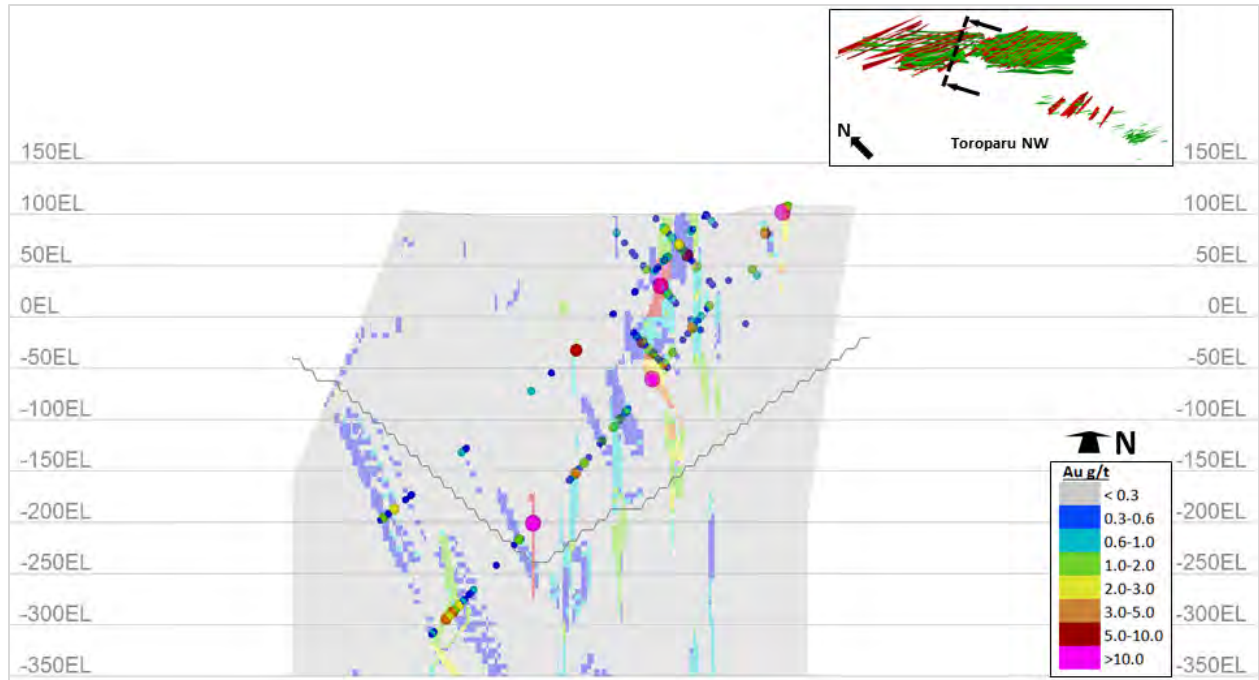 N
Toroparu NW
150EL
150EL
100EL
100EL
50EL
50EL
0EL
0EL
-50EL
-50EL
-100EL
-100EL
-150EL
-150EL
-200EL
-200EL
-250EL
-250EL
-300EL
-300EL
-350EL
-350EL
N
Au g/t
< 0.3
0.3-0.6
0.6-1.0
1.0-2.0
2.0-3.0
3.0-5.0
5.0-10.0
>10.0